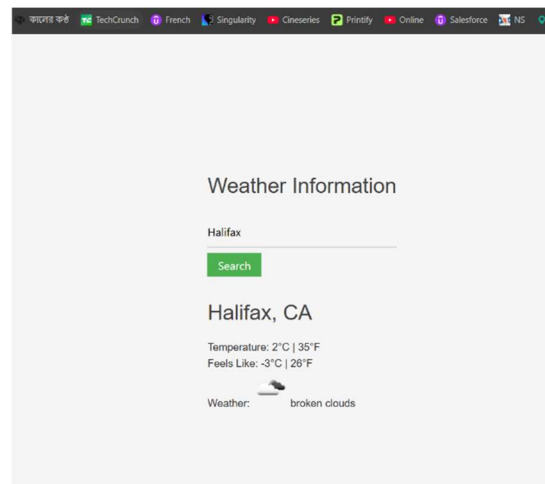 কালের কণ্ঠ TechCrunch French Singularity Cineseries Printify Online Salesforce NS
Weather Information
Halifax
Search
Halifax, CA
Temperature: 2°C | 35°F
Feels Like: -3°C | 26°F
Weather: broken clouds